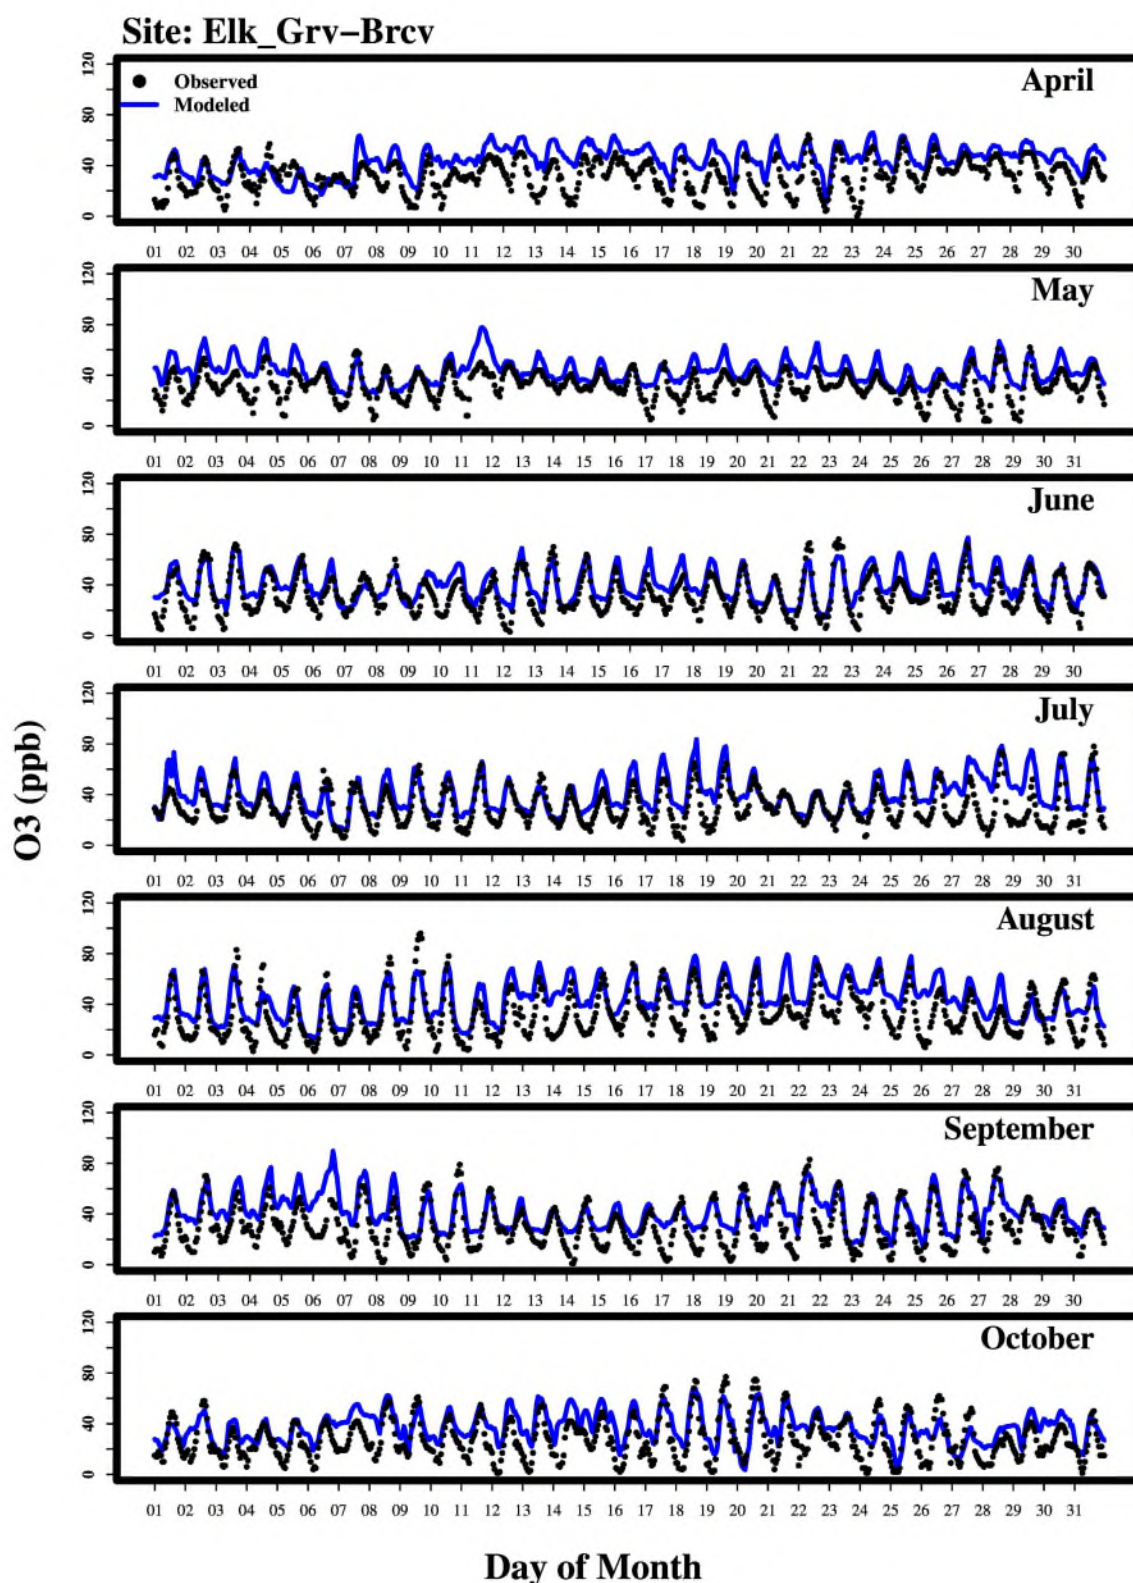 Site: Elk_Grv−Brcv
Observed
Modeled
April
0 40 80 120
01 02 03 04 05 06 07 08 09 10 11 12 13 14 15 16 17 18 19 20 21 22 23 24 25 26 27 28 29 30
May
0 40 80 120
01 02 03 04 05 06 07 08 09 10 11 12 13 14 15 16 17 18 19 20 21 22 23 24 25 26 27 28 29 30 31
June
0 40 80 120
01 02 03 04 05 06 07 08 09 10 11 12 13 14 15 16 17 18 19 20 21 22 23 24 25 26 27 28 29 30
July
0 40 80 120
01 02 03 04 05 06 07 08 09 10 11 12 13 14 15 16 17 18 19 20 21 22 23 24 25 26 27 28 29 30 31
O3 (ppb)
August
0 40 80 120
01 02 03 04 05 06 07 08 09 10 11 12 13 14 15 16 17 18 19 20 21 22 23 24 25 26 27 28 29 30 31
September
0 40 80 120
01 02 03 04 05 06 07 08 09 10 11 12 13 14 15 16 17 18 19 20 21 22 23 24 25 26 27 28 29 30
October
0 40 80 120
01 02 03 04 05 06 07 08 09 10 11 12 13 14 15 16 17 18 19 20 21 22 23 24 25 26 27 28 29 30 31
Day of Month